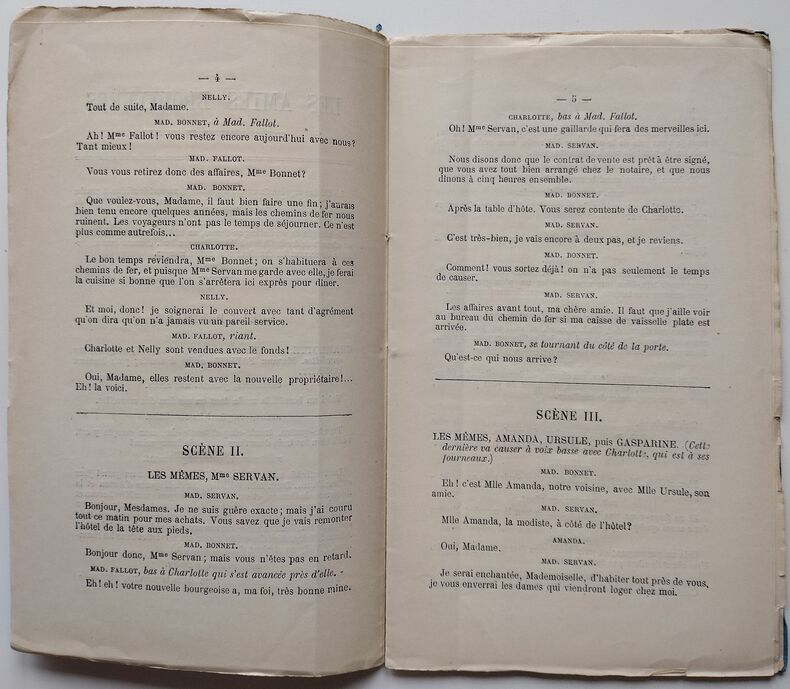 — 4 —
NELLY.
Tout de suite, Madame.
MAD. BONNET, à Mad. Fallot.
Ah! Mme Fallot! vous restez encore aujourd'hui avec nous?
Tant mieux!
MAD. FALLOT.
Vous vous retirez donc des affaires, Mme Bonnet?
MAD. BONNET.
Que voulez-vous, Madame, il faut bien faire une fin; j'aurais
bien tenu encore quelques années, mais les chemins de fer nous
ruinent. Les voyageurs n'ont pas le temps de séjourner. Ce n'est
plus comme autrefois...
CHARLOTTE.
Le bon temps reviendra, Mme Bonnet; on s'habituera à ces
chemins de fer, et puisque Mme Servan me garde avec elle, je ferai
la cuisine si bonne que l'on s'arrêtera ici exprès pour dîner.
NELLY.
Et moi, donc! je soignerai le couvert avec tant d'agrément
qu'on dira qu'on n'a jamais vu un pareil service.
MAD. FALLOT, riant.
Charlotte et Nelly sont vendues avec le fonds!
MAD. BONNET.
Oui, Madame, elles restent avec la nouvelle propriétaire!...
Eh! la voici.
SCÈNE II.
LES MÊMES, Mme SERVAN.
MAD. SERVAN.
Bonjour, Mesdames. Je ne suis guère exacte; mais j'ai couru
tout ce matin pour mes achats. Vous savez que je vais remonter
l'hôtel de la tête aux pieds.
MAD. BONNET.
Bonjour donc, Mme Servan; mais vous n'êtes pas en retard.
MAD. FALLOT, bas à Charlotte qui s'est avancée près d'elle.
Eh! eh! votre nouvelle bourgeoise a, ma foi, très bonne mine.
— 5 —
CHARLOTTE, bas à Mad. Fallot.
Oh! Mme Servan, c'est une gaillarde qui fera des merveilles ici.
MAD. SERVAN.
Nous disons donc que le contrat de vente est prêt à être signé,
que vous avez tout bien arrangé chez le notaire, et que nous
dînons à cinq heures ensemble.
MAD. BONNET.
Après la table d'hôte. Vous serez contente de Charlotte.
MAD. SERVAN.
C'est très-bien, je vais encore à deux pas, et je reviens.
MAD. BONNET.
Comment! vous sortez déjà! on n'a pas seulement le temps
de causer.
MAD. SERVAN.
Les affaires avant tout, ma chère amie. Il faut que j'aille voir
au bureau du chemin de fer si ma caisse de vaisselle plate est
arrivée.
MAD. BONNET, se tournant du côté de la porte.
Qu'est-ce qui nous arrive?
SCÈNE III.
LES MÊMES, AMANDA, URSULE, puis GASPARINE. (Cette
dernière va causer à voix basse avec Charlotte, qui est à ses
fourneaux.)
MAD. BONNET.
Eh! c'est Mlle Amanda, notre voisine, avec Mlle Ursule, son
amie.
MAD. SERVAN.
Mlle Amanda, la modiste, à côté de l'hôtel?
AMANDA.
Oui, Madame.
MAD. SERVAN.
Je serai enchantée, Mademoiselle, d'habiter tout près de vous,
je vous enverrai les dames qui viendront loger chez moi.